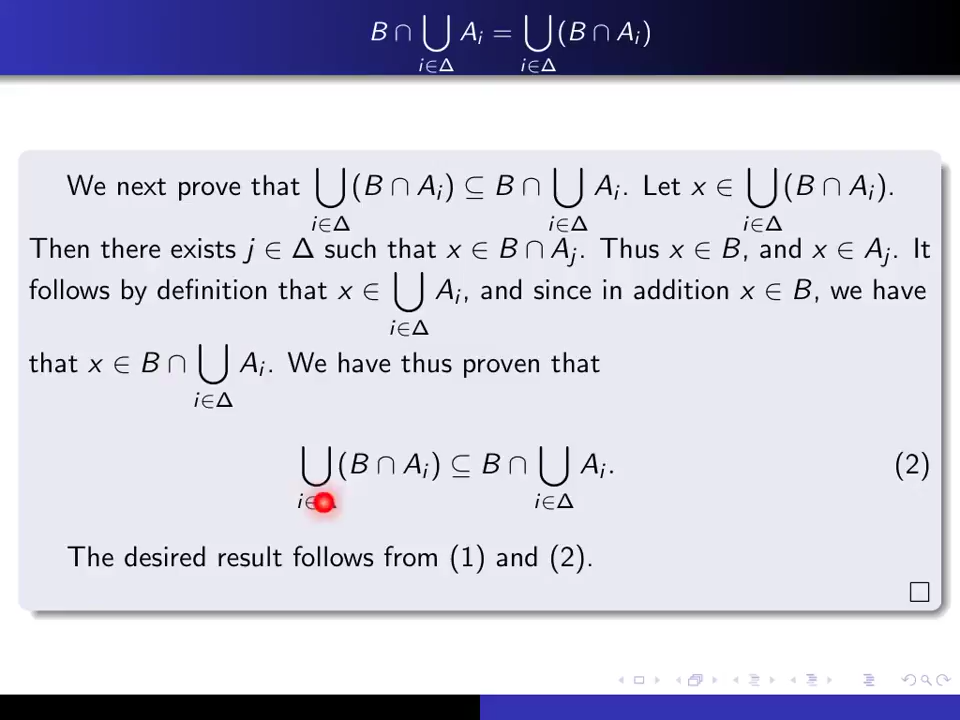 B ∩ ⋃_{i∈Δ} A_i = ⋃_{i∈Δ} (B ∩ A_i)
We next prove that ⋃_{i∈Δ} (B ∩ A_i) ⊆ B ∩ ⋃_{i∈Δ} A_i. Let x ∈ ⋃_{i∈Δ} (B ∩ A_i).
Then there exists j ∈ Δ such that x ∈ B ∩ A_j. Thus x ∈ B, and x ∈ A_j. It
follows by definition that x ∈ ⋃_{i∈Δ} A_i, and since in addition x ∈ B, we have
that x ∈ B ∩ ⋃_{i∈Δ} A_i. We have thus proven that
⋃_{i∈Δ} (B ∩ A_i) ⊆ B ∩ ⋃_{i∈Δ} A_i. (2)
The desired result follows from (1) and (2).
□